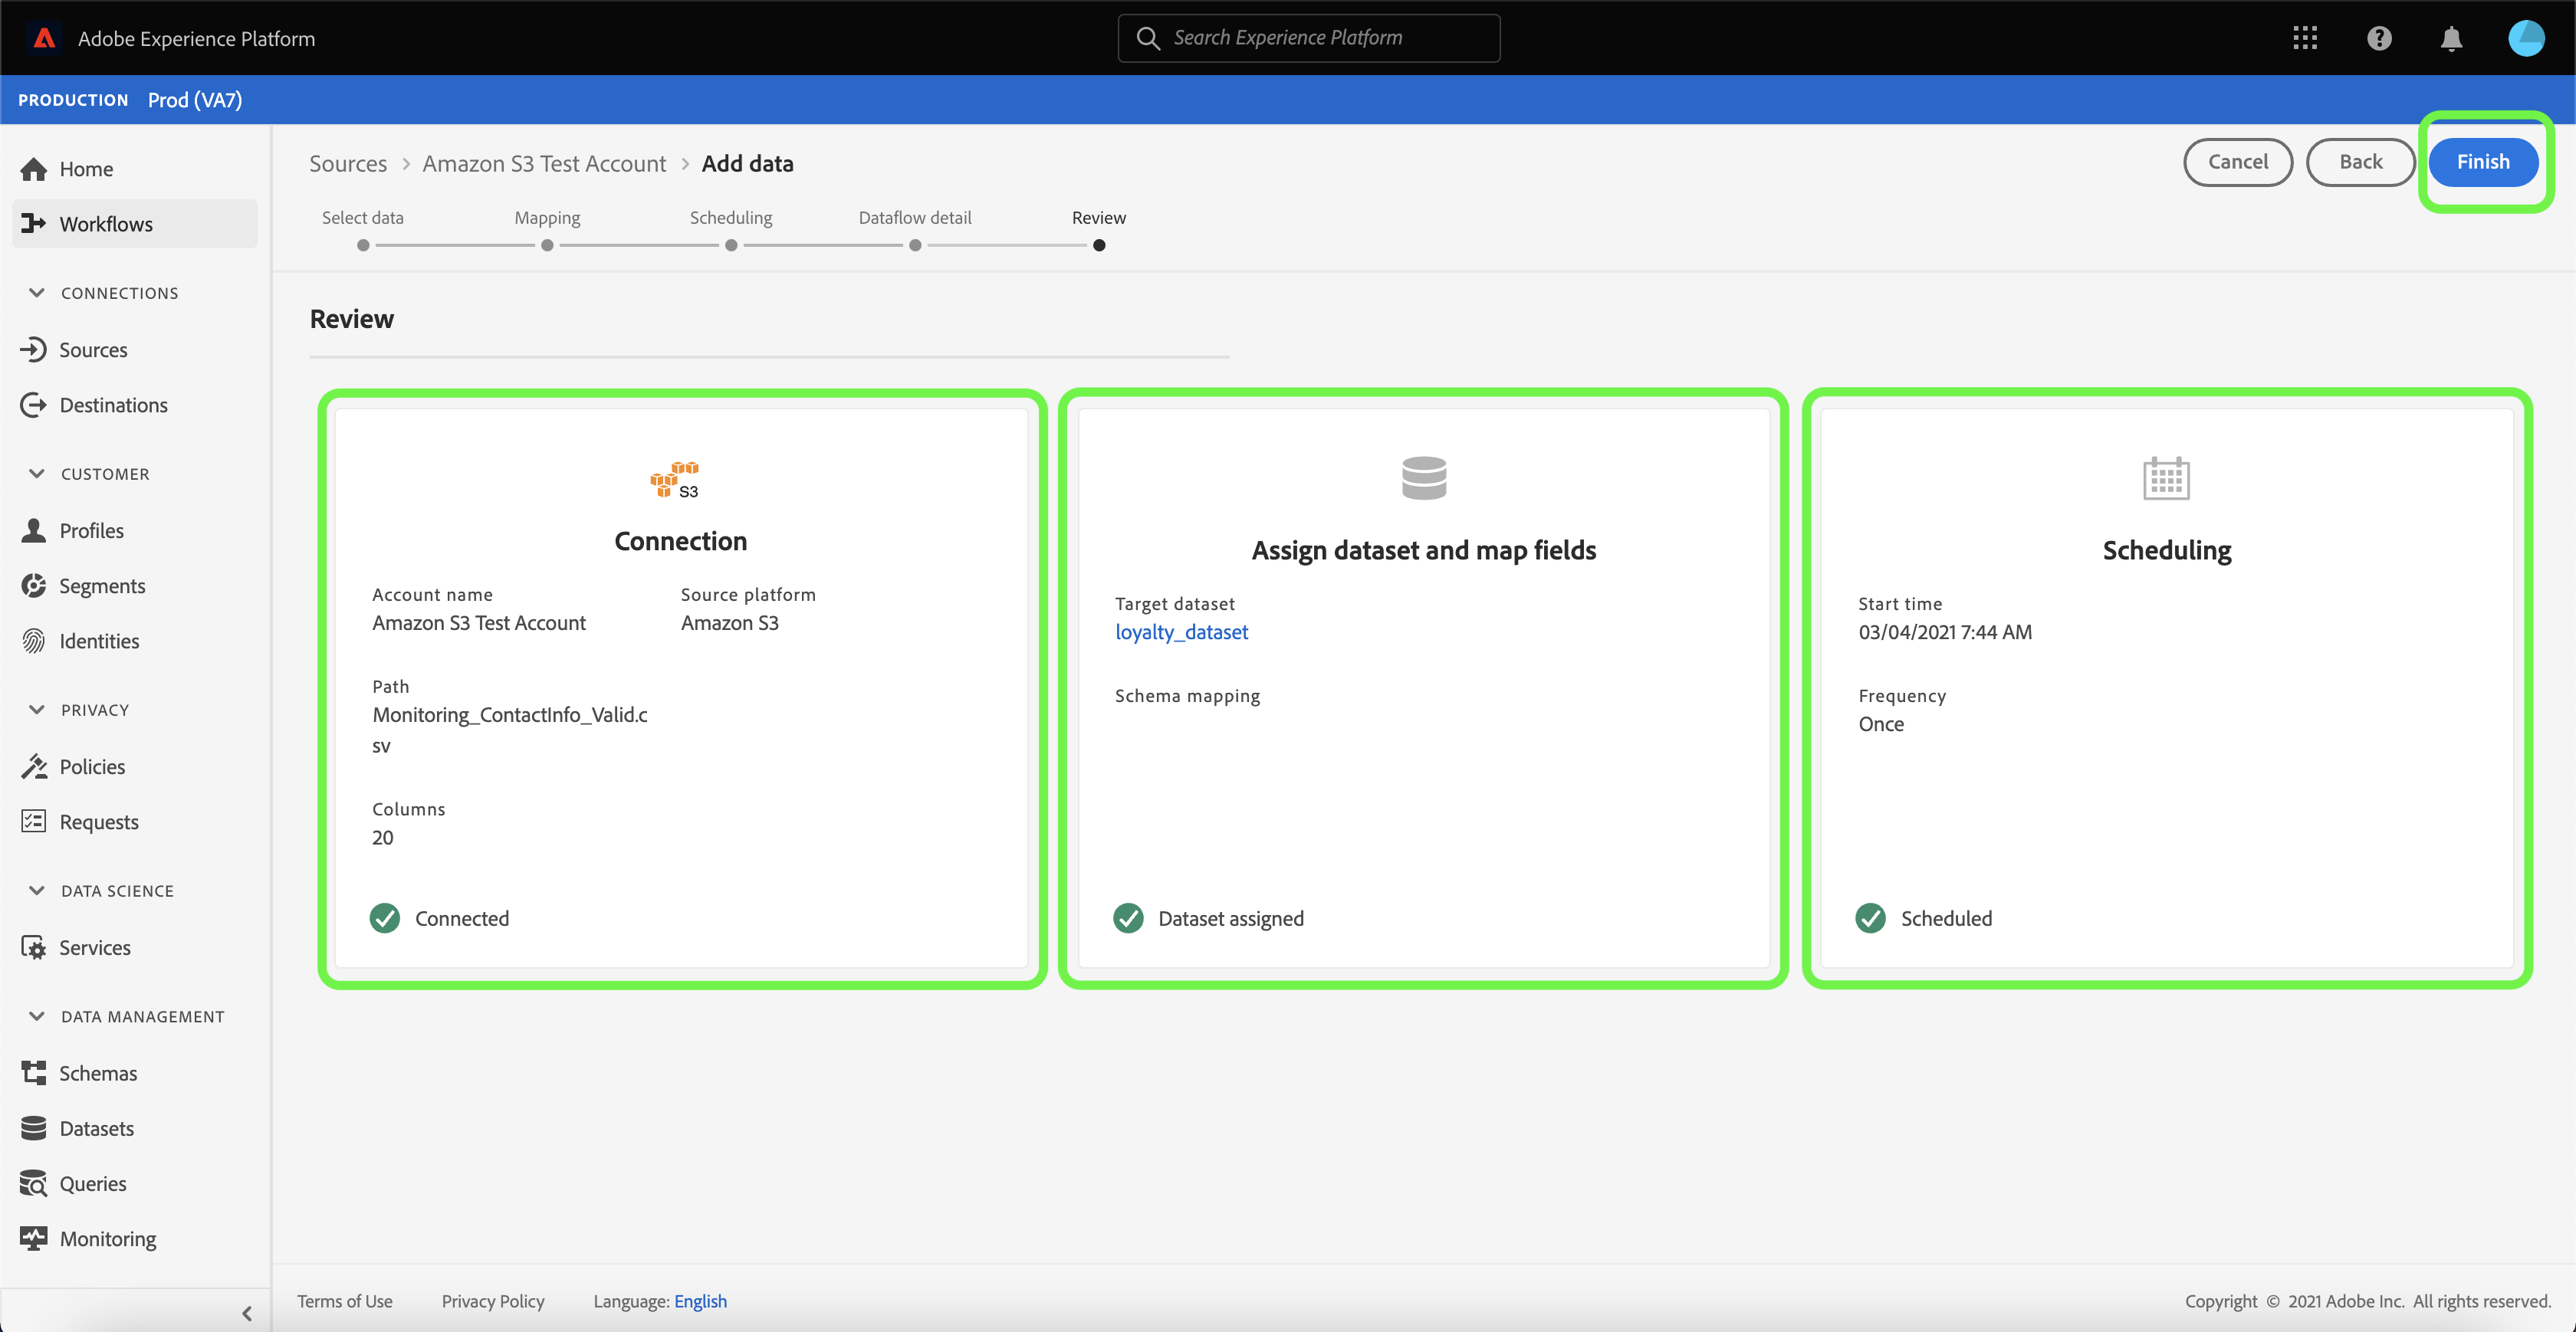 Adobe Experience Platform
Search Experience Platform
PRODUCTION Prod (VA7)
Home
Workflows
CONNECTIONS
Sources
Destinations
CUSTOMER
Profiles
Segments
Identities
PRIVACY
Policies
Requests
DATA SCIENCE
Services
DATA MANAGEMENT
Schemas
Datasets
Queries
Monitoring
Sources > Amazon S3 Test Account > Add data
Cancel Back Finish
Select data Mapping Scheduling Dataflow detail Review
Review
S3
Connection
Account name Source platform
Amazon S3 Test Account Amazon S3
Path
Monitoring_ContactInfo_Valid.c
sv
Columns
20
Connected
Assign dataset and map fields
Target dataset
loyalty_dataset
Schema mapping
Dataset assigned
Scheduling
Start time
03/04/2021 7:44 AM
Frequency
Once
Scheduled
Terms of Use Privacy Policy Language: English
Copyright © 2021 Adobe Inc. All rights reserved.